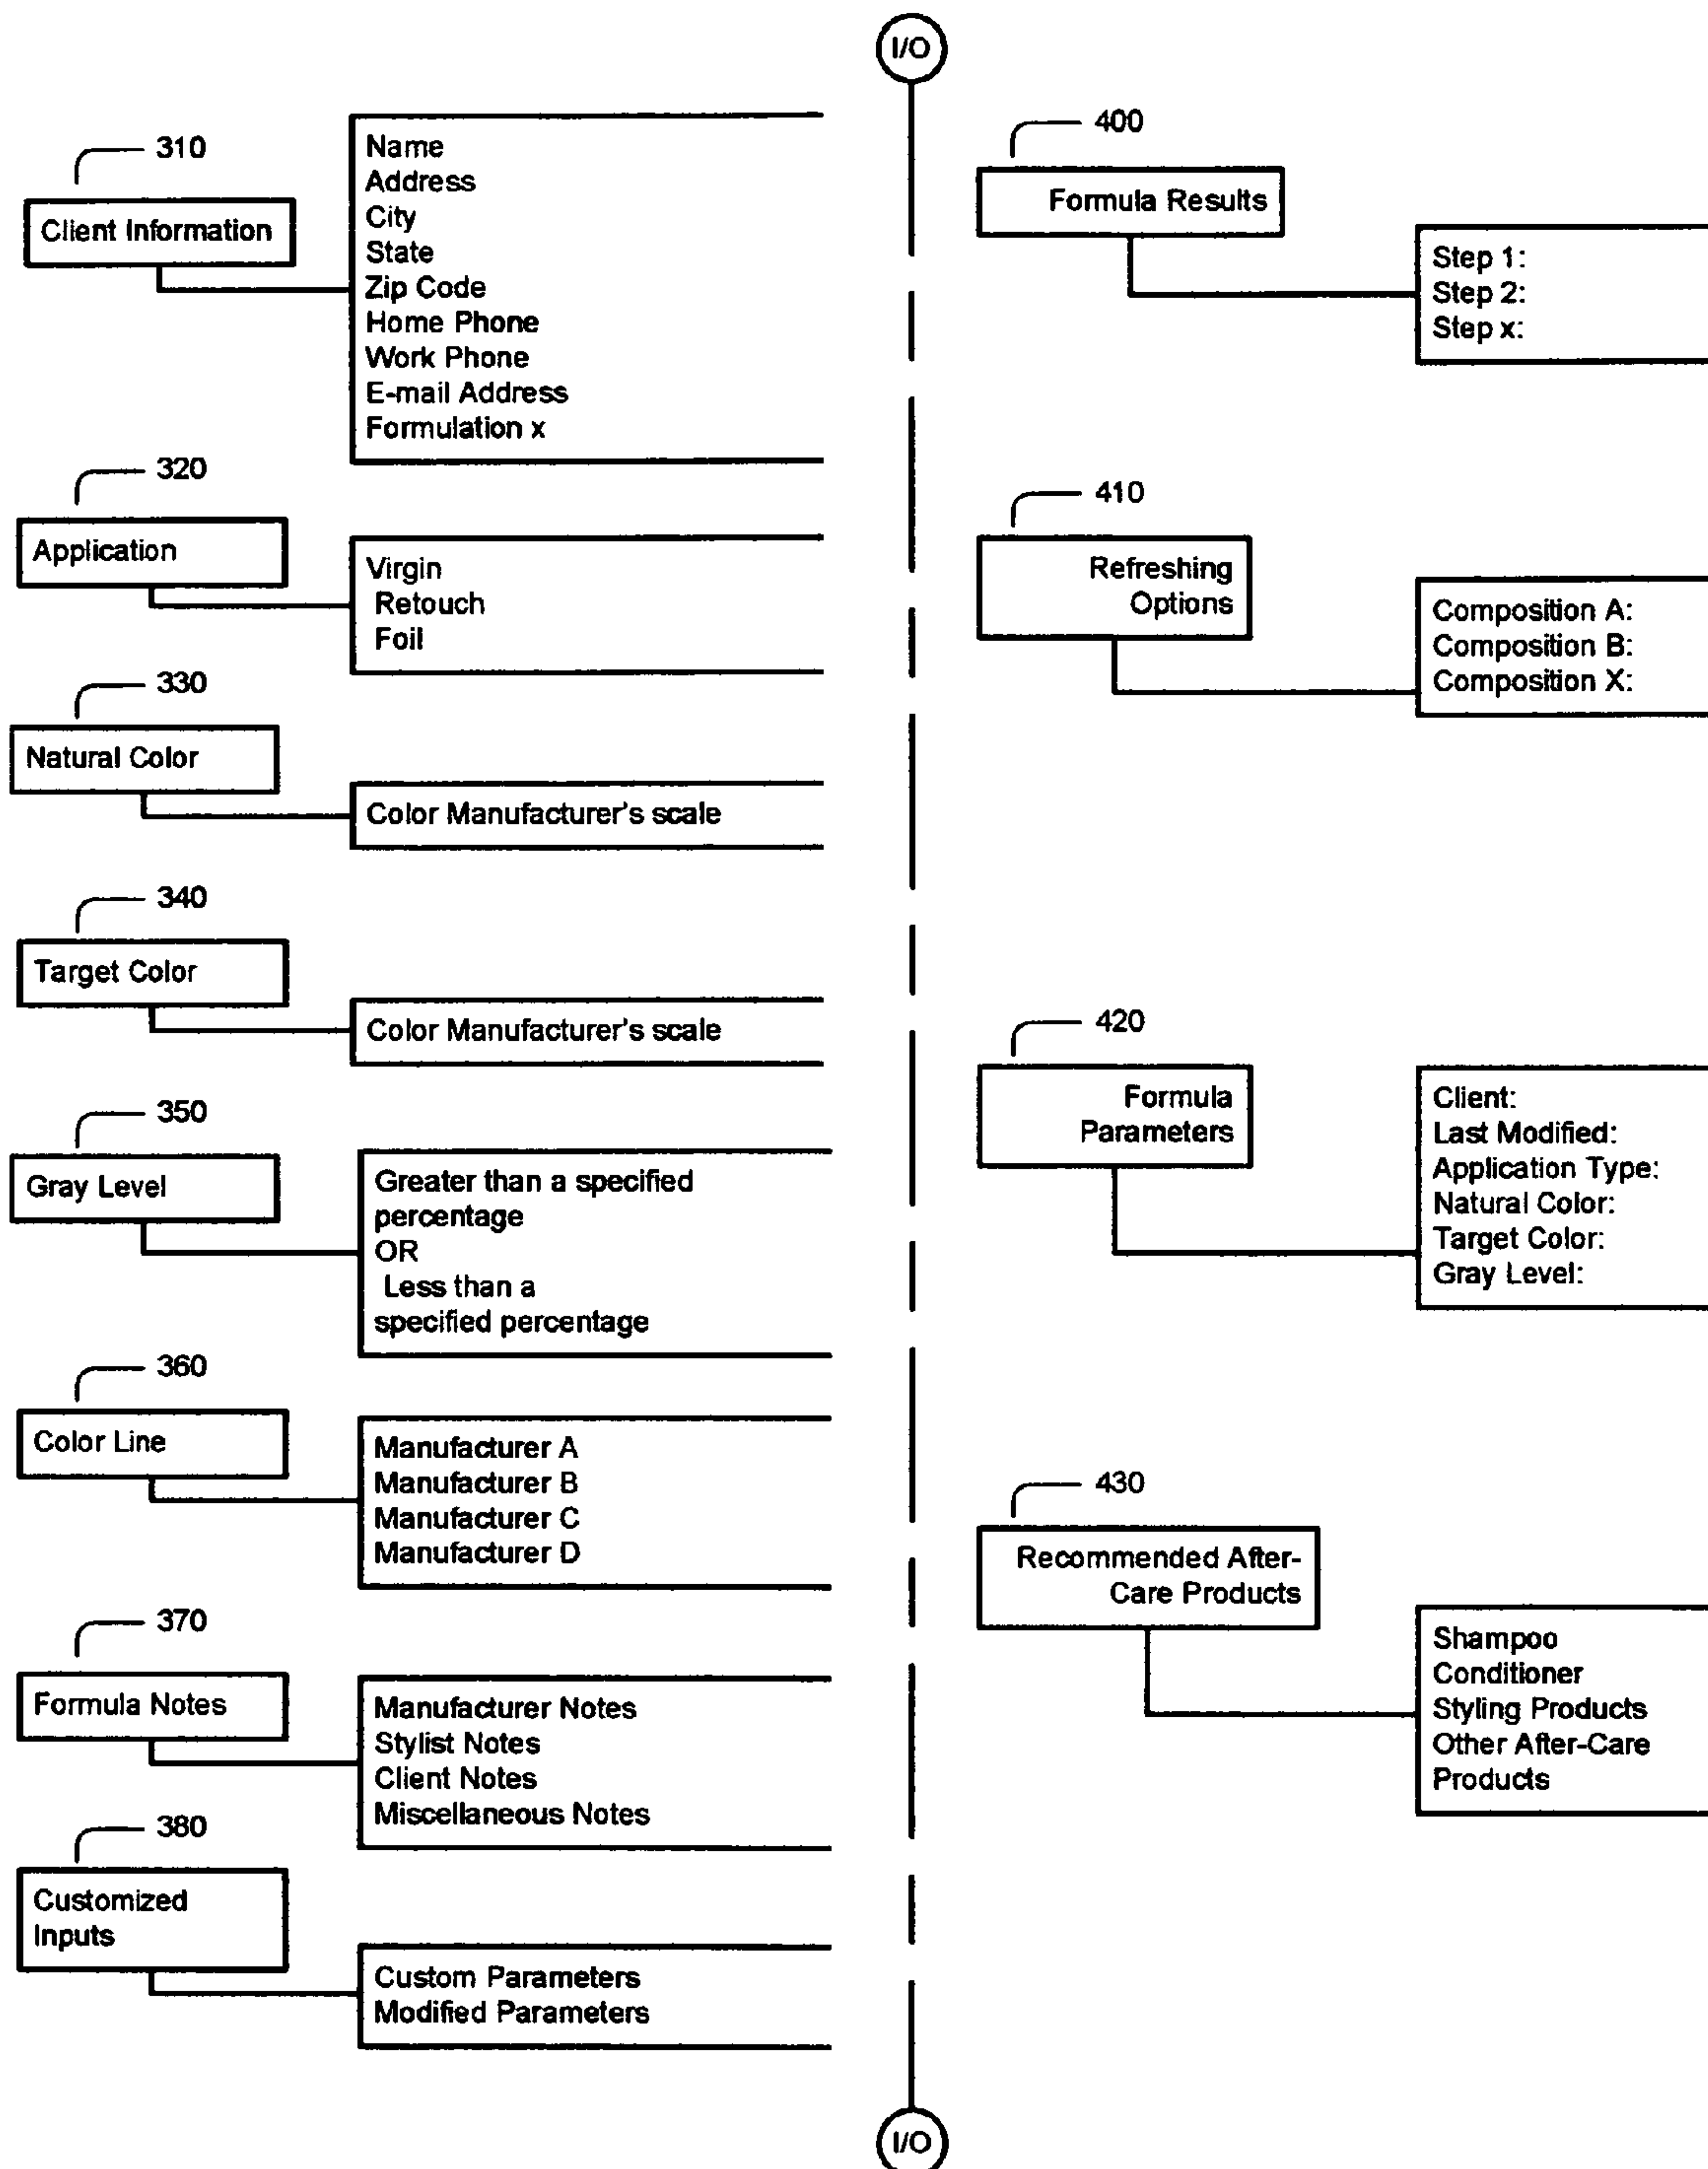 I/O
310
Client Information
Name
Address
City
State
Zip Code
Home Phone
Work Phone
E-mail Address
Formulation x
320
Application
Virgin
Retouch
Foil
330
Natural Color
Color Manufacturer's scale
340
Target Color
Color Manufacturer's scale
350
Gray Level
Greater than a specified
percentage
OR
Less than a
specified percentage
360
Color Line
Manufacturer A
Manufacturer B
Manufacturer C
Manufacturer D
370
Formula Notes
Manufacturer Notes
Stylist Notes
Client Notes
Miscellaneous Notes
380
Customized
Inputs
Custom Parameters
Modified Parameters
400
Formula Results
Step 1:
Step 2:
Step x:
410
Refreshing
Options
Composition A:
Composition B:
Composition X:
420
Formula
Parameters
Client:
Last Modified:
Application Type:
Natural Color:
Target Color:
Gray Level:
430
Recommended After-
Care Products
Shampoo
Conditioner
Styling Products
Other After-Care
Products
I/O